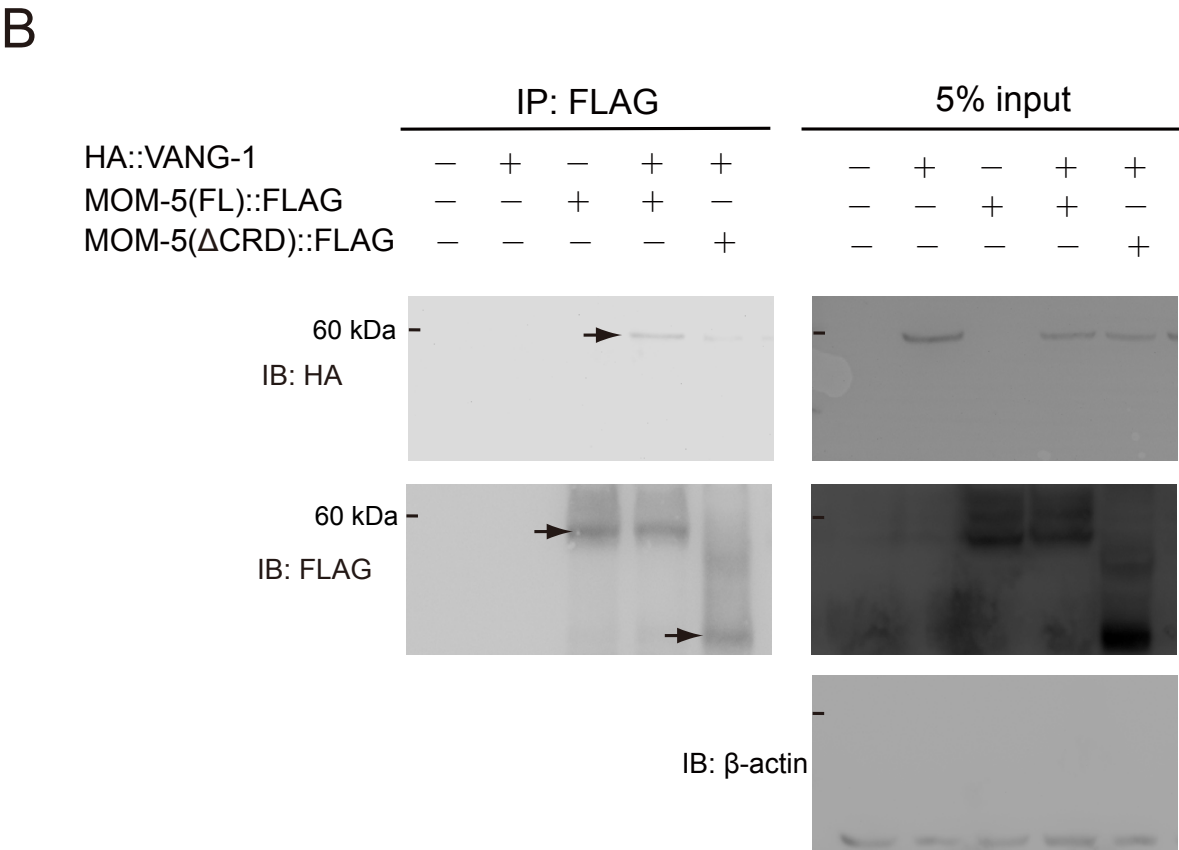 B
IP: FLAG 5% input
HA::VANG-1 − + − + + − + − + +
MOM-5(FL)::FLAG − − + + − − − + + −
MOM-5(ΔCRD)::FLAG − − − − + − − − − +
60 kDa
IB: HA
60 kDa
IB: FLAG
IB: β-actin